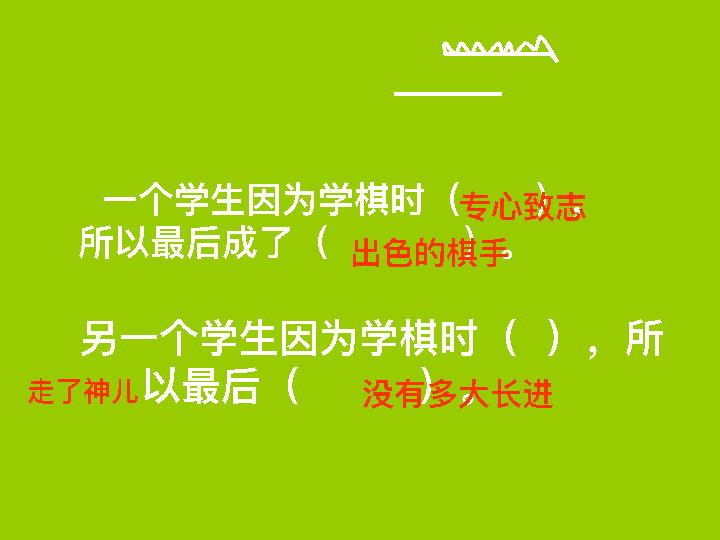 一个学生因为学棋时（专心致志），
所以最后成了（出色的棋手）。
另一个学生因为学棋时（ ），所
走了神儿以最后（没有多大长进）。